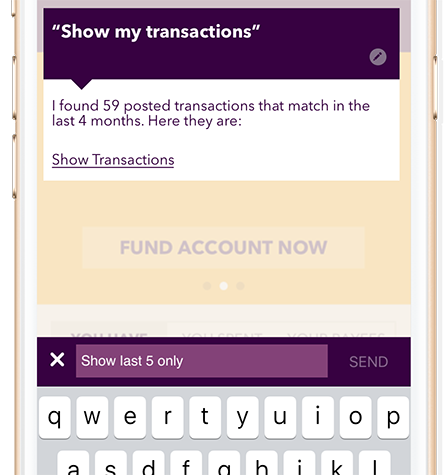 “Show my transactions”
I found 59 posted transactions that match in the
last 4 months. Here they are:
Show Transactions
FUND ACCOUNT NOW
YOU HAVE YOU SPENT YOUR PAYEES
× Show last 5 only SEND
q w e r t y u i o p
a s d f g h j k l